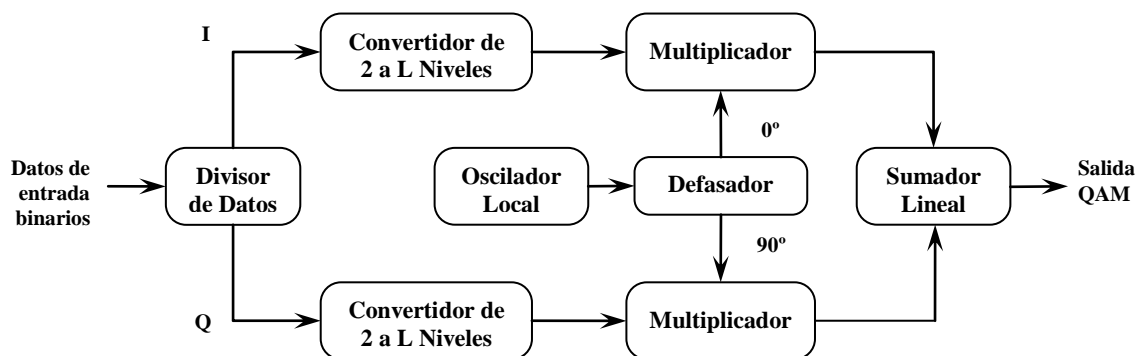 I
Convertidor de
2 a L Niveles
Multiplicador
0º
Datos de
entrada
binarios
Divisor
de Datos
Oscilador
Local
Defasador
Sumador
Lineal
Salida
QAM
90º
Q
Convertidor de
2 a L Niveles
Multiplicador